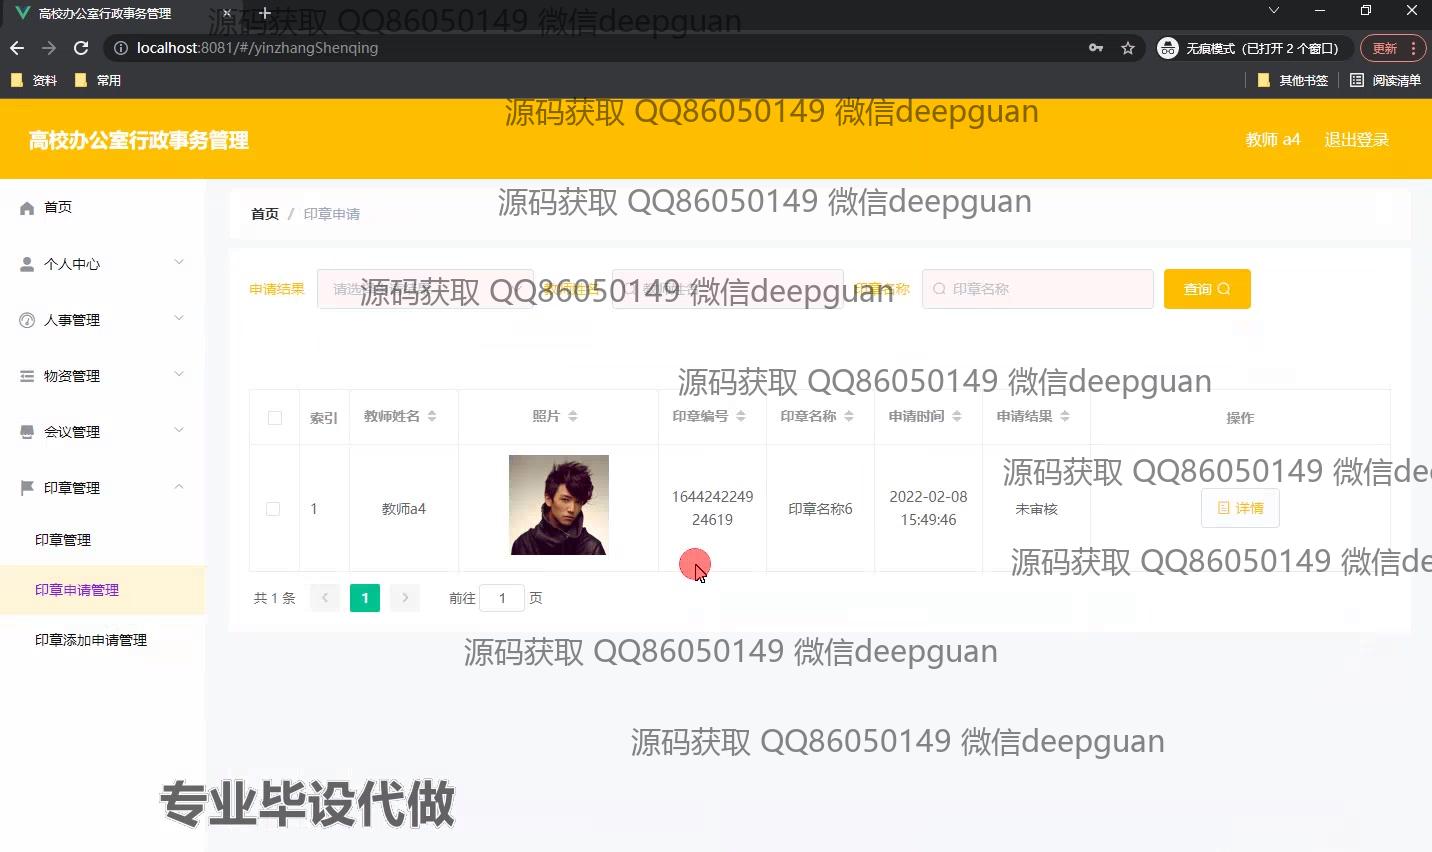 高校办公室行政事务管理
源码获取 QQ86050149 微信deepguan
localhost:8081/#/yinzhangShenqing
无痕模式（已打开 2 个窗口）
更新
资料
常用
其他书签
阅读清单
源码获取 QQ86050149 微信deepguan
高校办公室行政事务管理
教师 a4
退出登录
首页
个人中心
人事管理
物资管理
会议管理
印章管理
印章管理
印章申请管理
印章添加申请管理
源码获取 QQ86050149 微信deepguan
首页 / 印章申请
申请结果
教师姓名
印章名称
印章名称
查询
源码获取 QQ86050149 微信deepguan
源码获取 QQ86050149 微信deepguan
索引
教师姓名
照片
印章编号
印章名称
申请时间
申请结果
操作
1
教师a4
1644242249
24619
印章名称6
2022-02-08
15:49:46
未审核
详情
源码获取 QQ86050149 微信dee
源码获取 QQ86050149 微信de
共 1 条
1
前往 1 页
源码获取 QQ86050149 微信deepguan
源码获取 QQ86050149 微信deepguan
专业毕设代做